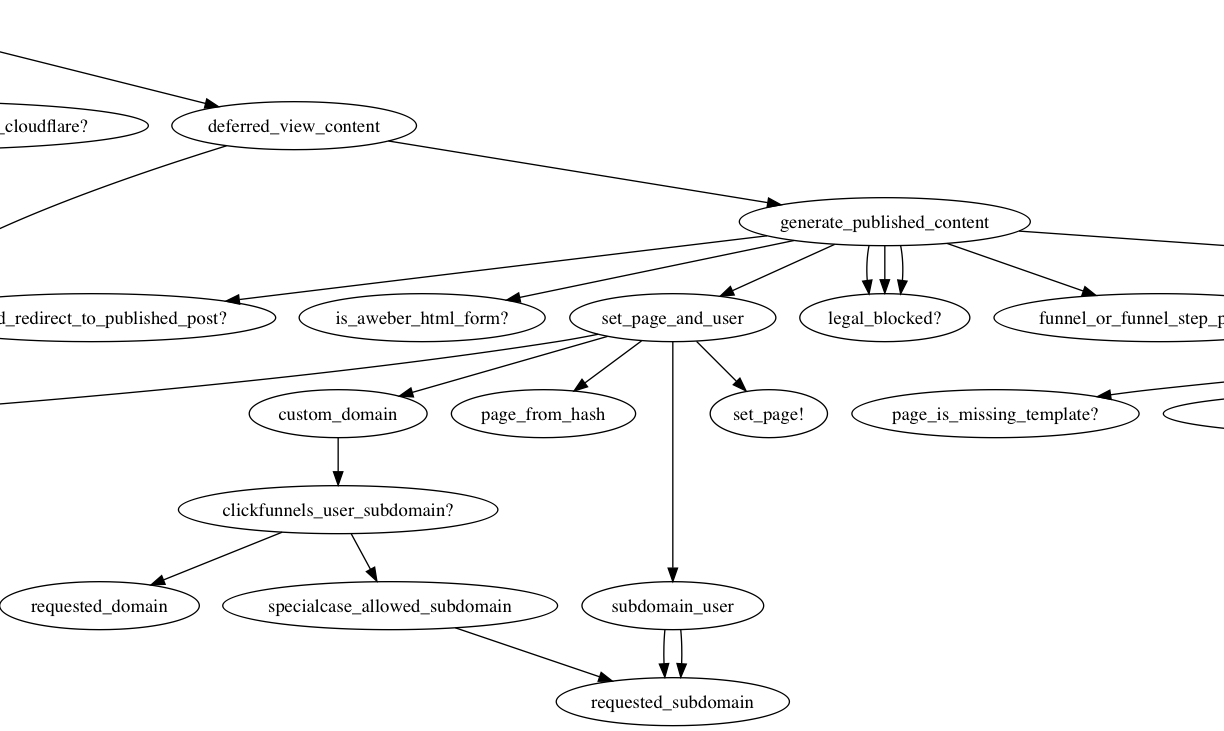 _cloudflare?
deferred_view_content
generate_published_content
d_redirect_to_published_post?
is_aweber_html_form?
set_page_and_user
legal_blocked?
funnel_or_funnel_step_p
custom_domain
page_from_hash
set_page!
page_is_missing_template?
clickfunnels_user_subdomain?
requested_domain
specialcase_allowed_subdomain
subdomain_user
requested_subdomain